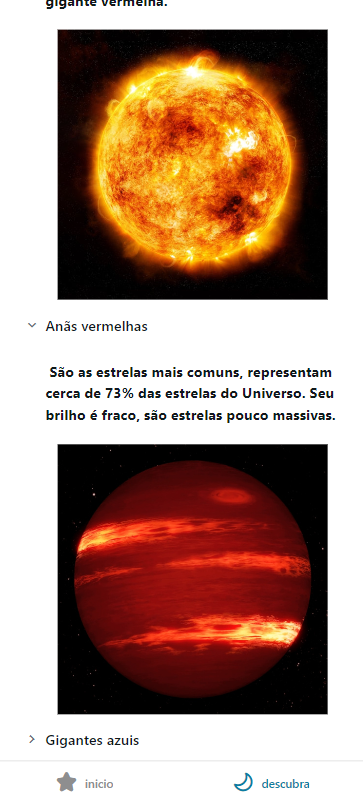 gigante vermelha.
Anãs vermelhas
São as estrelas mais comuns, representam
cerca de 73% das estrelas do Universo. Seu
brilho é fraco, são estrelas pouco massivas.
Gigantes azuis
inicio
descubra